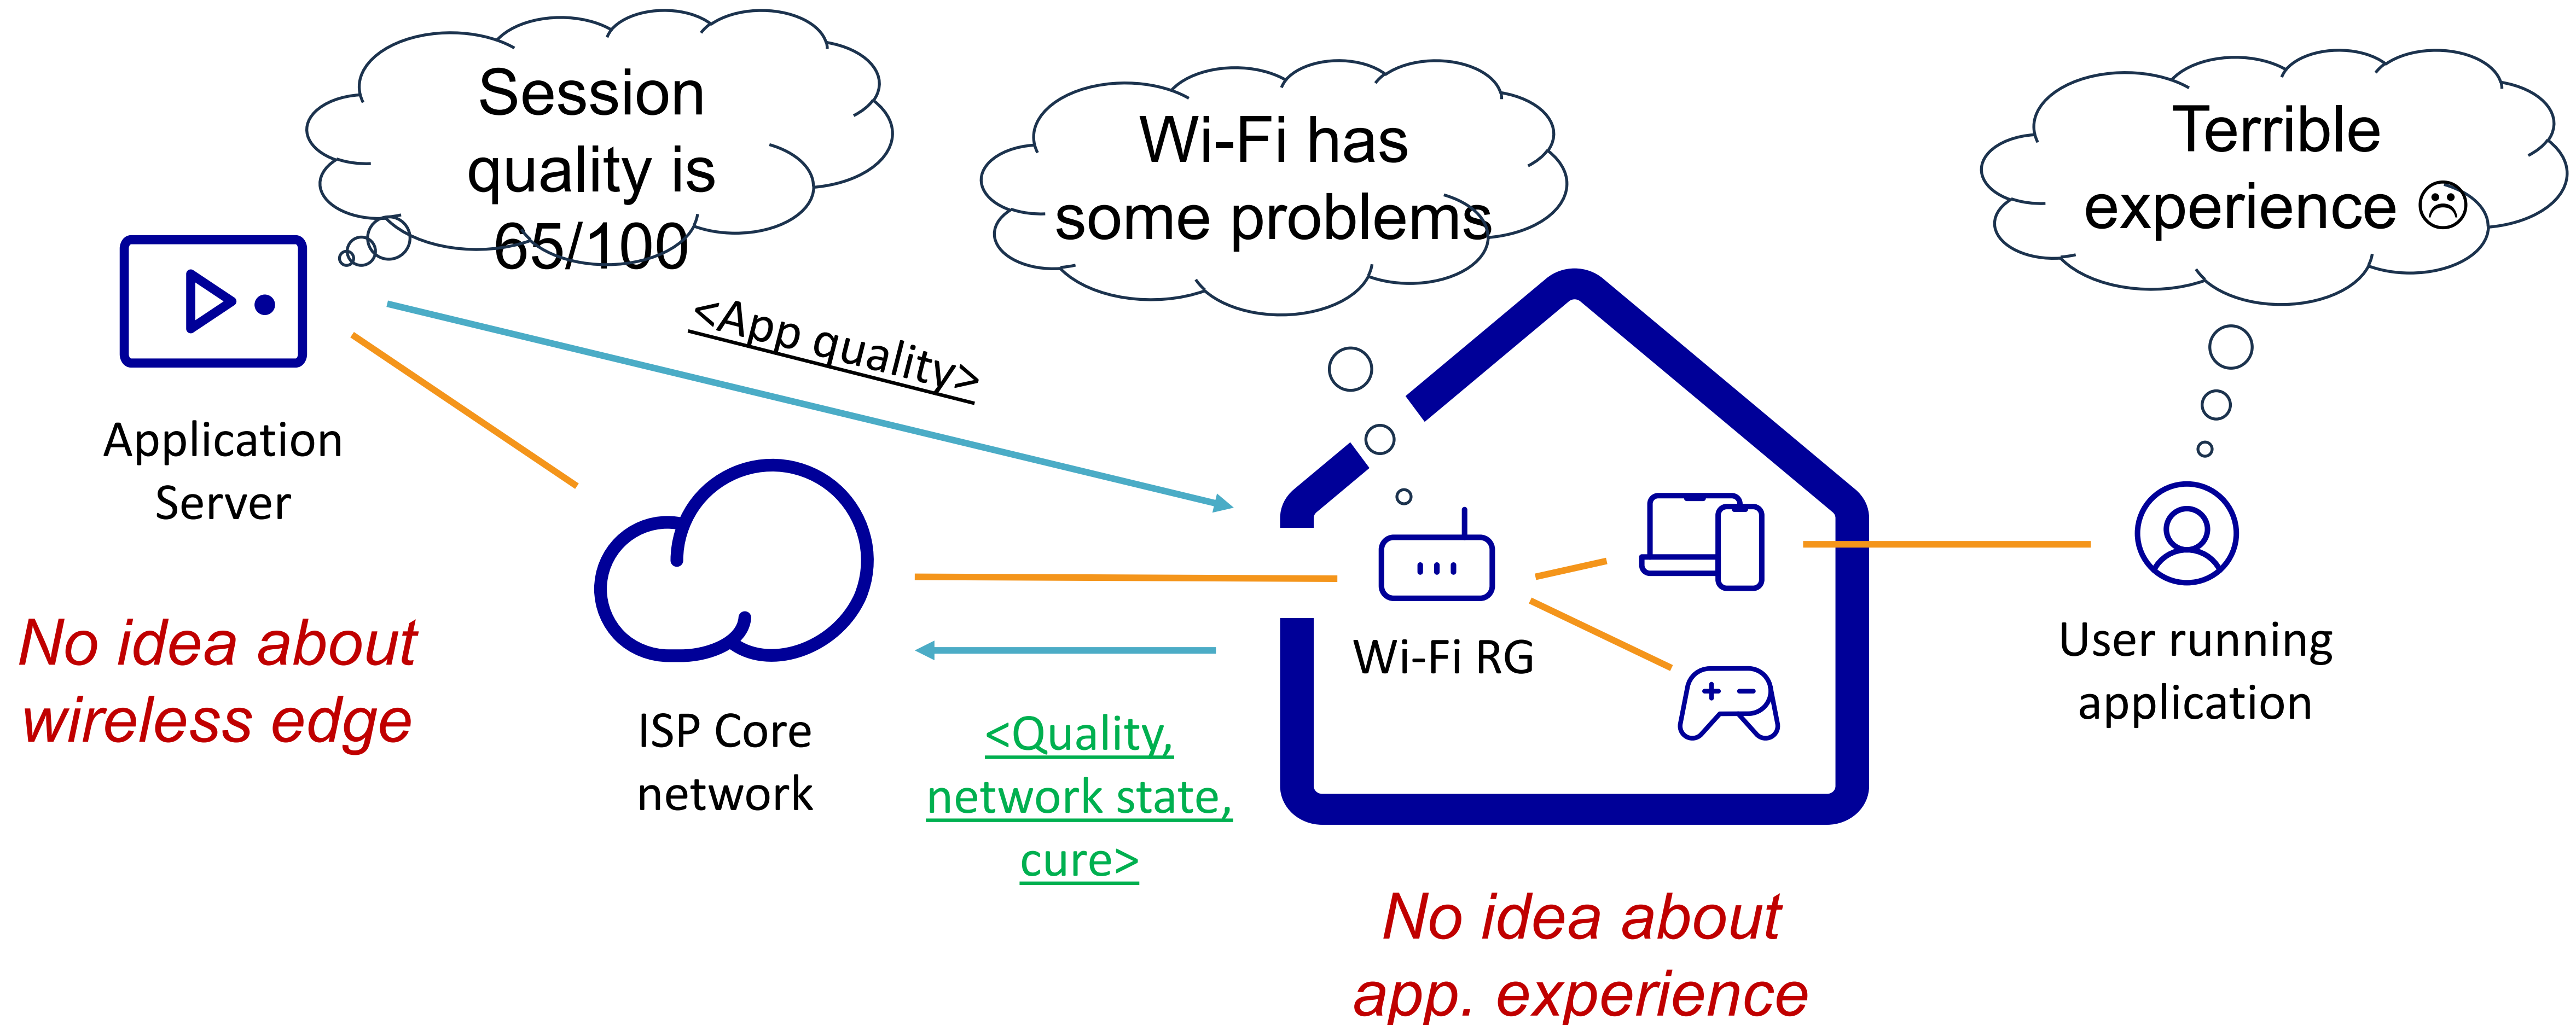 Session
quality is
65/100
Wi-Fi has
some problems
Terrible
experience ☹
<App quality>
Application
Server
No idea about
wireless edge
ISP Core
network
<Quality,
network state,
cure>
Wi-Fi RG
User running
application
No idea about
app. experience